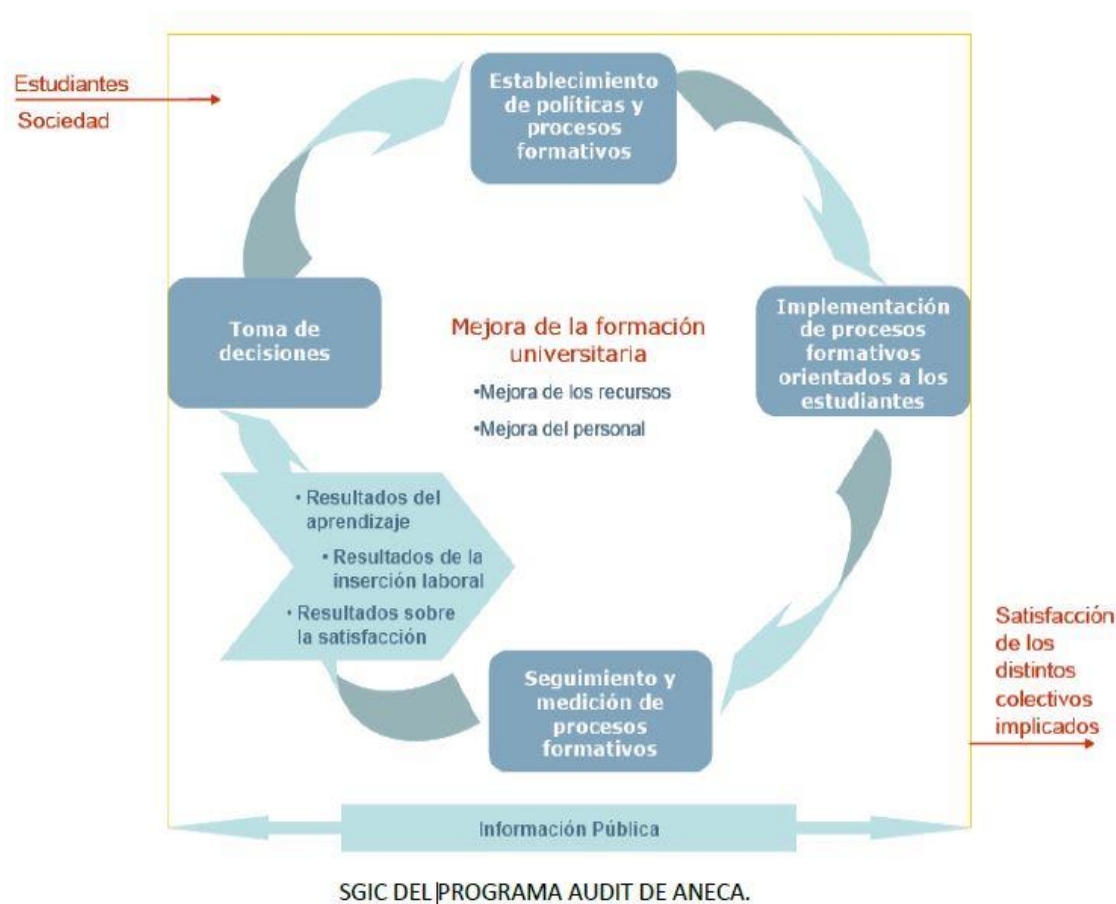 Estudiantes
Sociedad
Establecimiento
de políticas y
procesos
formativos
Toma de
decisiones
Mejora de la formación
universitaria
•Mejora de los recursos
•Mejora del personal
Implementación
de procesos
formativos
orientados a los
estudiantes
• Resultados del
aprendizaje
• Resultados de la
inserción laboral
• Resultados sobre
la satisfacción
Seguimiento y
medición de
procesos
formativos
Satisfacción
de los
distintos
colectivos
implicados
Información Pública
SGIC DEL PROGRAMA AUDIT DE ANECA.